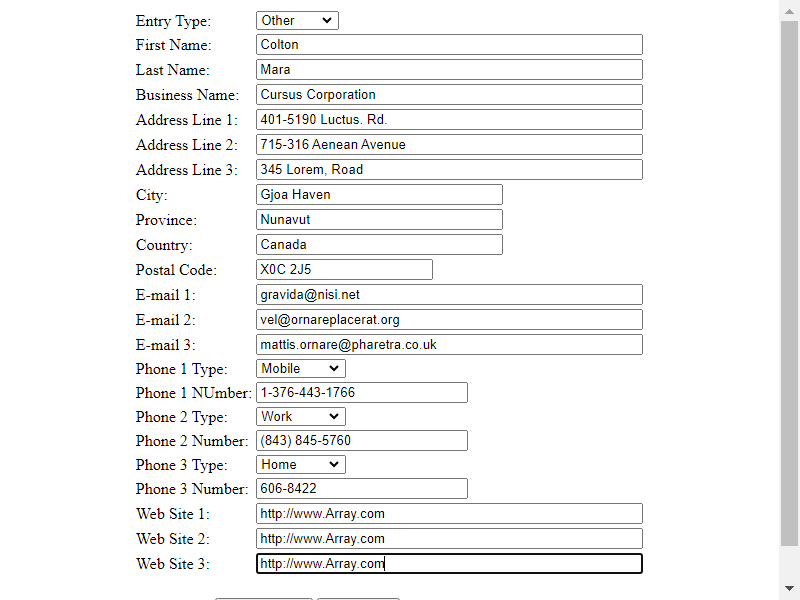 Entry Type: Other
First Name: Colton
Last Name: Mara
Business Name: Cursus Corporation
Address Line 1: 401-5190 Luctus. Rd.
Address Line 2: 715-316 Aenean Avenue
Address Line 3: 345 Lorem, Road
City: Gjoa Haven
Province: Nunavut
Country: Canada
Postal Code: X0C 2J5
E-mail 1: gravida@nisi.net
E-mail 2: vel@ornareplacerat.org
E-mail 3: mattis.ornare@pharetra.co.uk
Phone 1 Type: Mobile
Phone 1 NUmber: 1-376-443-1766
Phone 2 Type: Work
Phone 2 Number: (843) 845-5760
Phone 3 Type: Home
Phone 3 Number: 606-8422
Web Site 1: http://www.Array.com
Web Site 2: http://www.Array.com
Web Site 3: http://www.Array.com